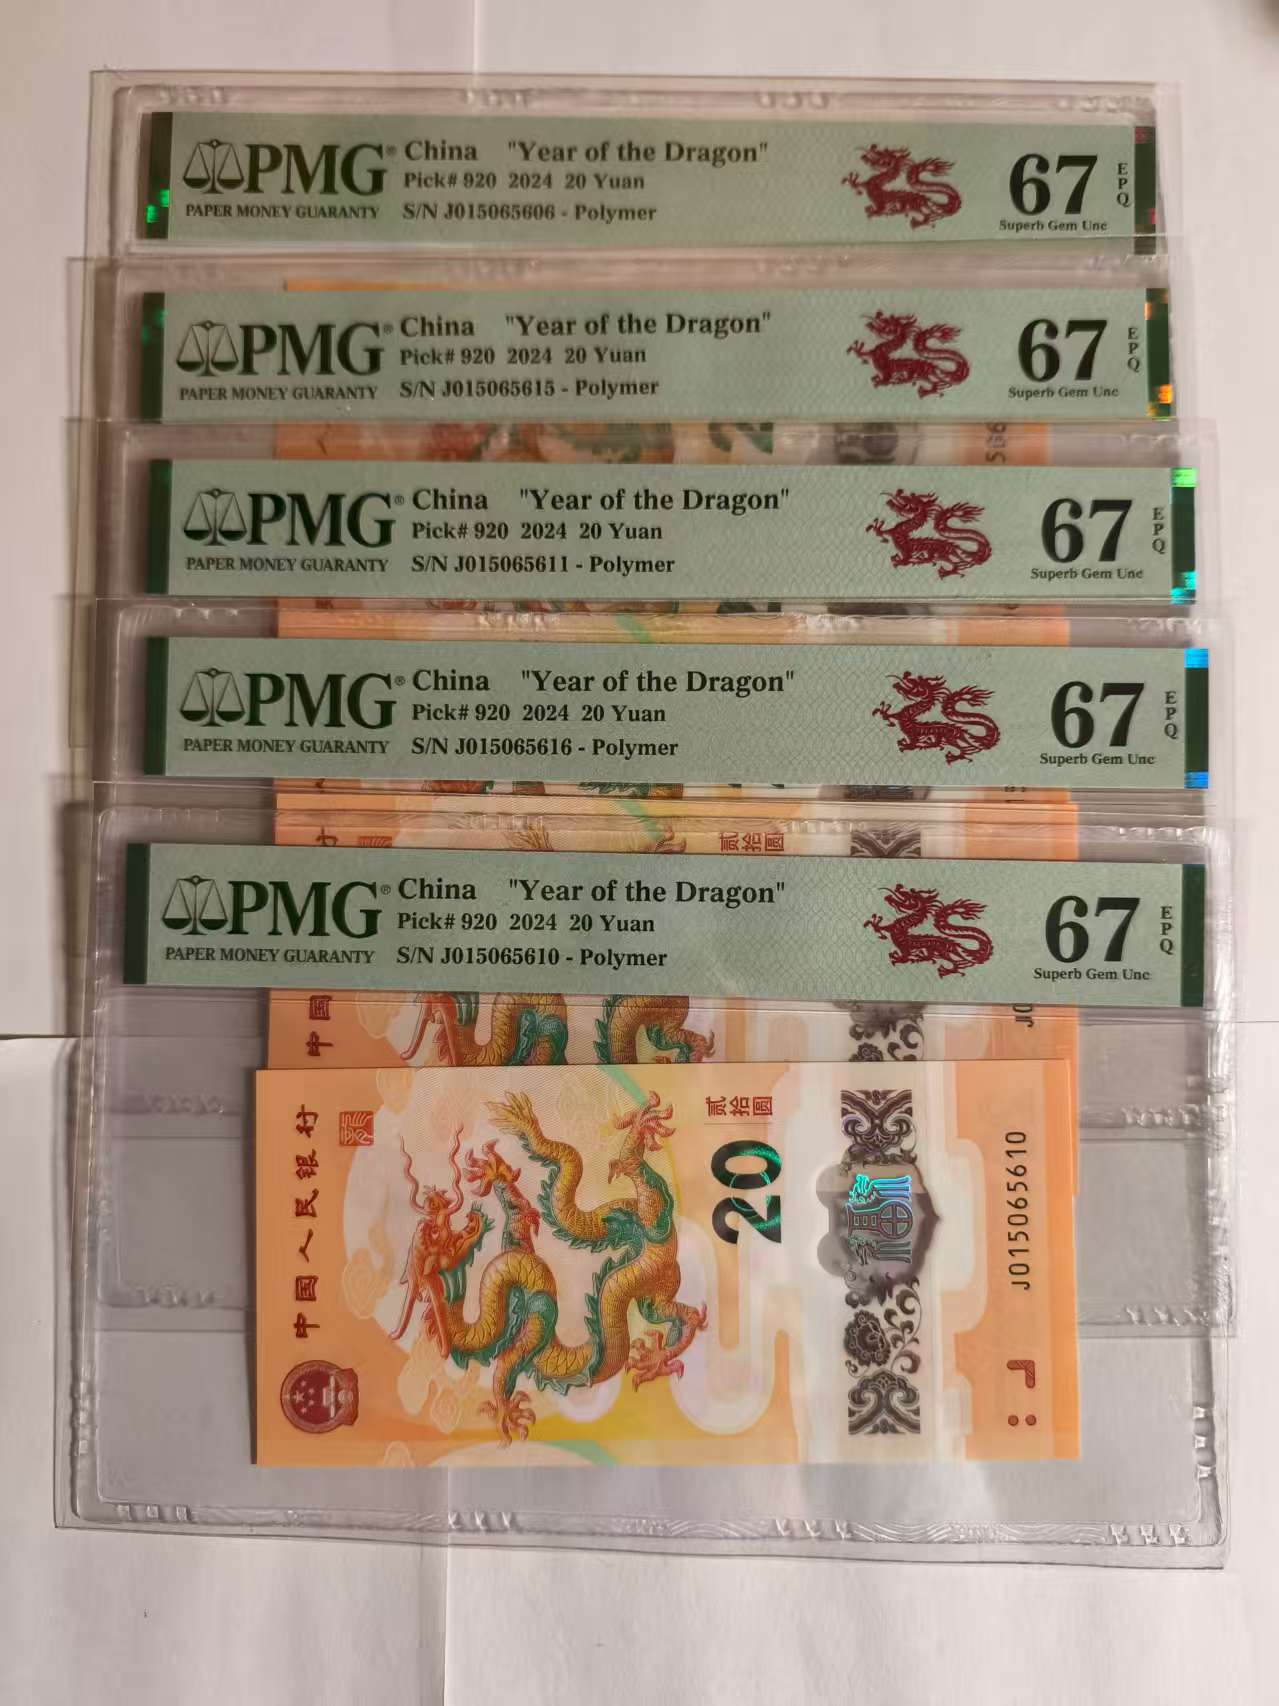 PMG® China "Year of the Dragon"
Pick# 920 2024 20 Yuan
PAPER MONEY GUARANTY S/N J015065606 - Polymer
67 EPQ
Superb Gem Unc
PMG® China "Year of the Dragon"
Pick# 920 2024 20 Yuan
PAPER MONEY GUARANTY S/N J015065615 - Polymer
67 EPQ
Superb Gem Unc
PMG® China "Year of the Dragon"
Pick# 920 2024 20 Yuan
PAPER MONEY GUARANTY S/N J015065611 - Polymer
67 EPQ
Superb Gem Unc
PMG® China "Year of the Dragon"
Pick# 920 2024 20 Yuan
PAPER MONEY GUARANTY S/N J015065616 - Polymer
67 EPQ
Superb Gem Unc
贰拾圆
PMG® China "Year of the Dragon"
Pick# 920 2024 20 Yuan
PAPER MONEY GUARANTY S/N J015065610 - Polymer
67 EPQ
Superb Gem Unc
中国
J0
中国人民银行
贰拾圆
20
J015065610